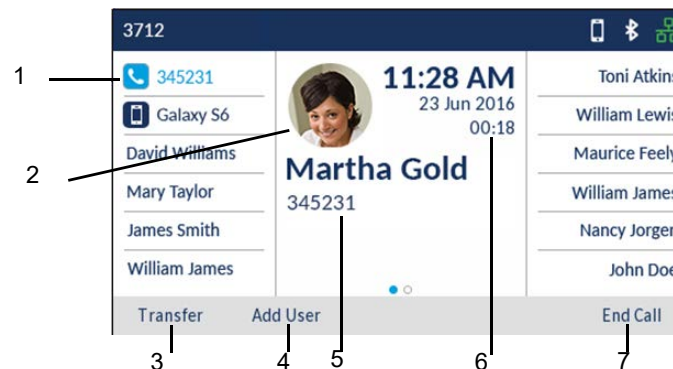 3712
1
345231
Galaxy S6
David Williams
Mary Taylor
James Smith
William James
2
11:28 AM
23 Jun 2016
00:18
Martha Gold
345231
Toni Atkins
William Lewis
Maurice Feely
William James
Nancy Jorgen
John Doe
Transfer
Add User
End Call
3
4
5
6
7